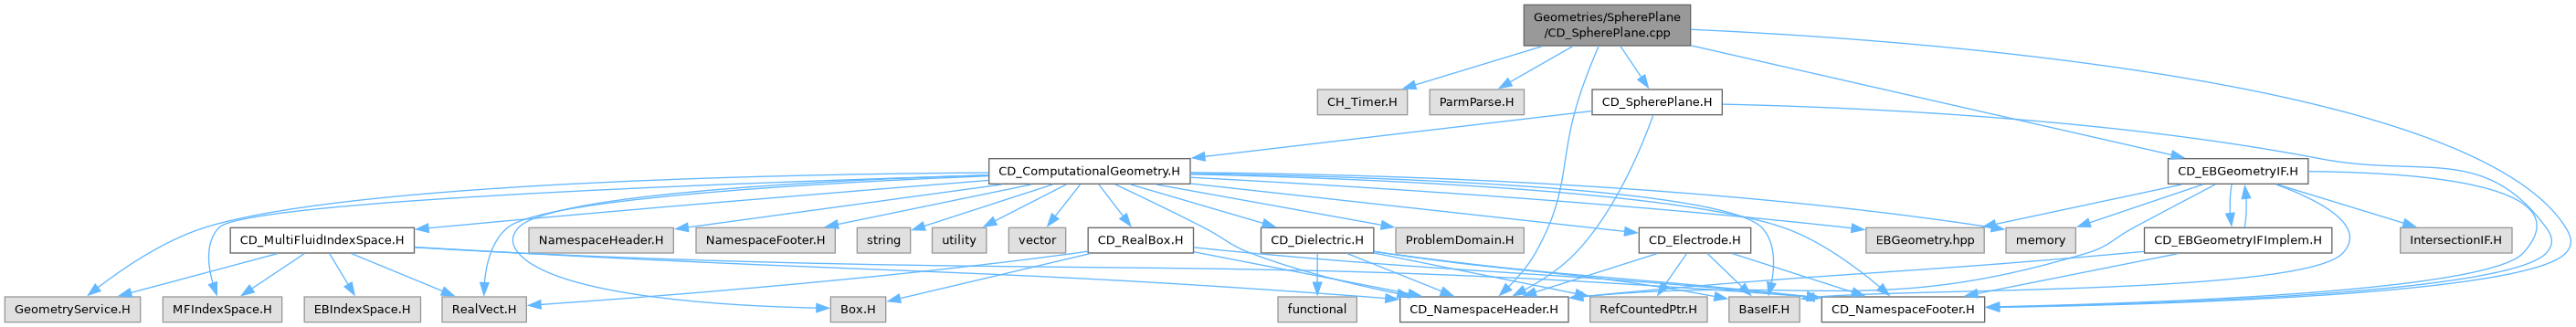 Geometries/SpherePlane
/CD_SpherePlane.cpp
CH_Timer.H
ParmParse.H
CD_SpherePlane.H
CD_ComputationalGeometry.H
CD_EBGeometryIF.H
CD_MultiFluidIndexSpace.H
NamespaceHeader.H
NamespaceFooter.H
string
utility
vector
CD_RealBox.H
CD_Dielectric.H
ProblemDomain.H
CD_Electrode.H
EBGeometry.hpp
memory
CD_EBGeometryIFImplem.H
IntersectionIF.H
GeometryService.H
MFIndexSpace.H
EBIndexSpace.H
RealVect.H
Box.H
functional
CD_NamespaceHeader.H
RefCountedPtr.H
BaseIF.H
CD_NamespaceFooter.H